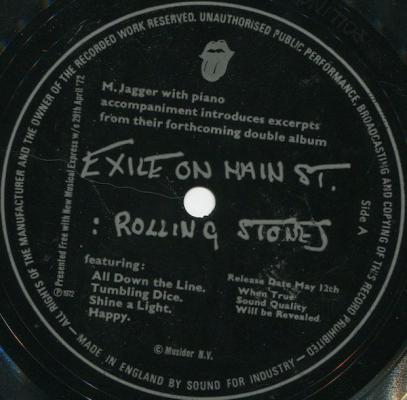 ALL RIGHTS OF THE MANUFACTURER AND THE OWNER OF THE RECORDED WORK RESERVED. UNAUTHORISED PUBLIC PERFORMANCE, BROADCASTING AND COPYING OF THIS RECORD PROHIBITED —
M. Jagger with piano
accompaniment introduces excerpts
from their forthcoming double album
EXILE ON MAIN ST.
: ROLLING STONES
Presented Free with New Musical Express w/e 29th April '72
Ⓟ 1972
Side A
featuring:
All Down the Line.
Tumbling Dice.
Shine a Light.
Happy.
Release Date May 12th
When True
Sound Quality
Will be Revealed
© Musidor N.V.
MADE IN ENGLAND BY SOUND FOR INDUSTRY —